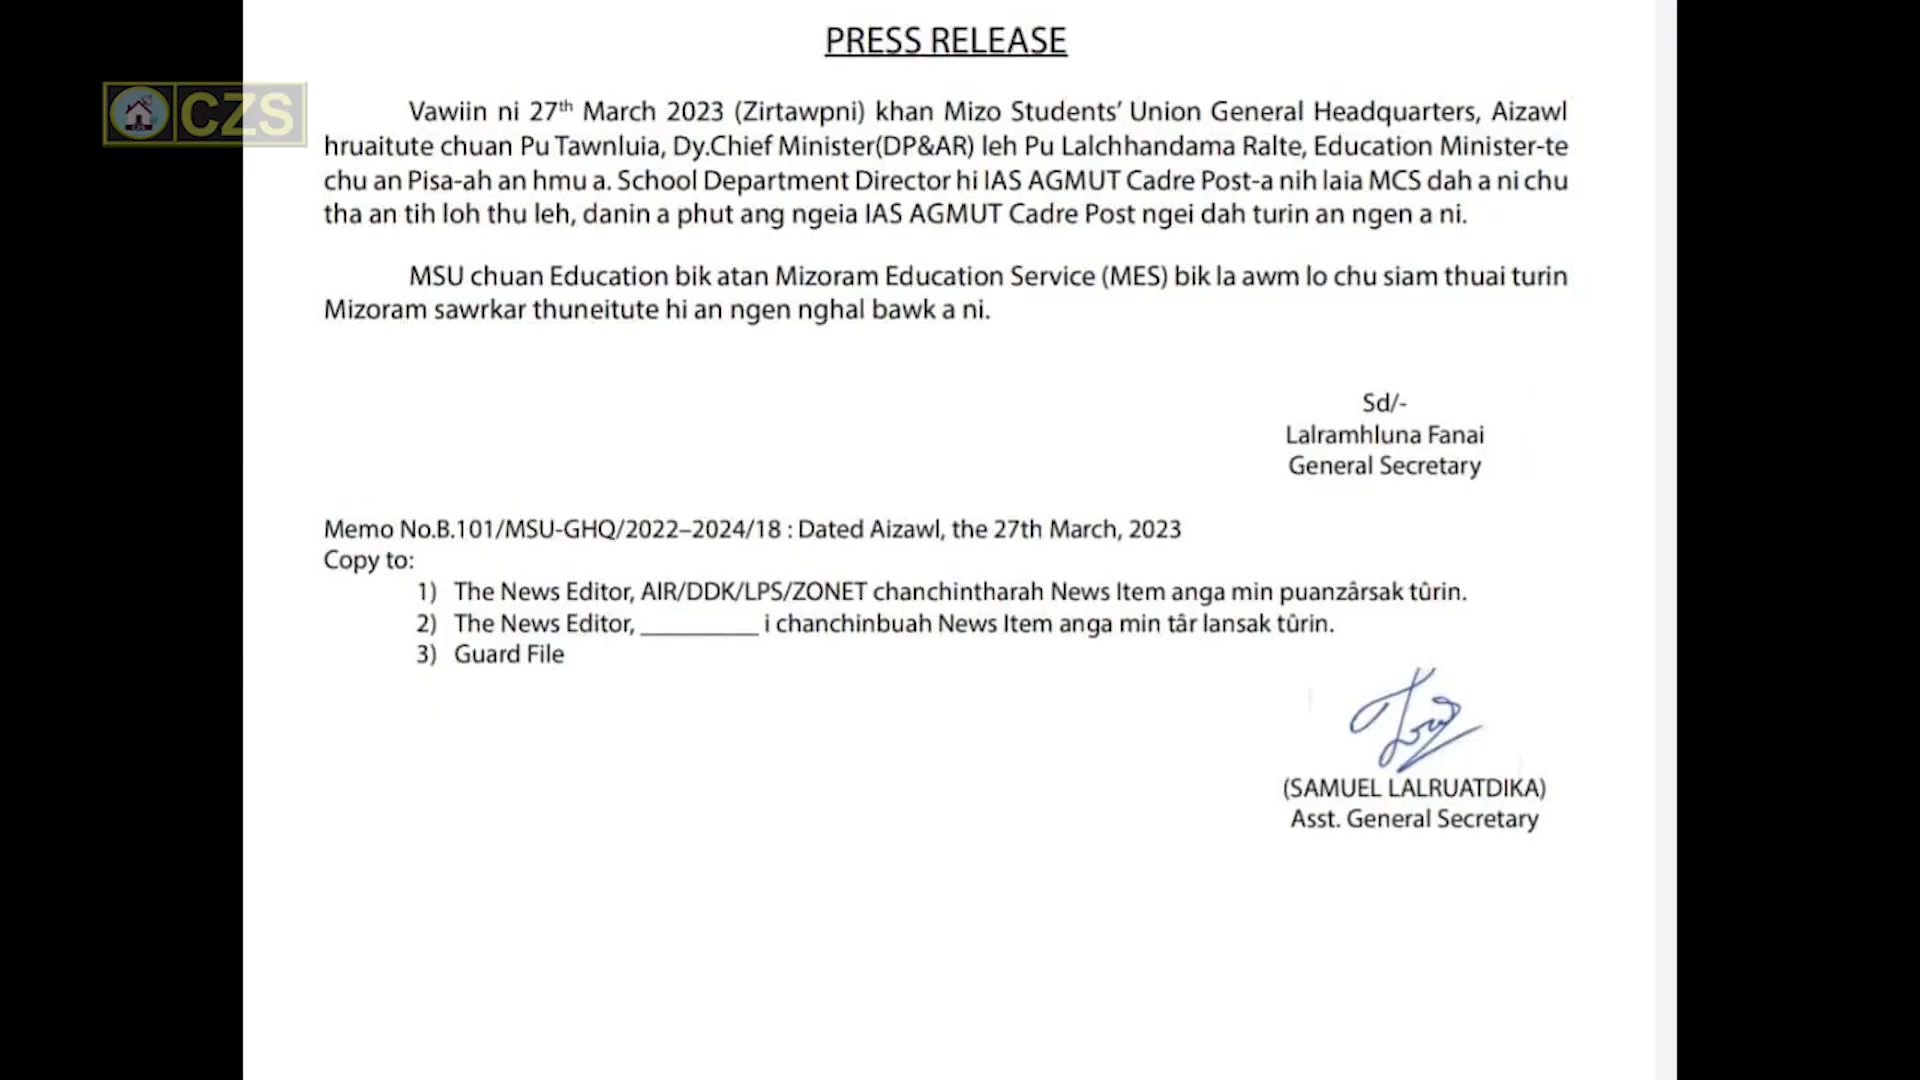 PRESS RELEASE
CZS
Vawiin ni 27th March 2023 (Zirtawpni) khan Mizo Students’ Union General Headquarters, Aizawl
hruaitute chuan Pu Tawnluia, Dy.Chief Minister(DP&AR) leh Pu Lalchhandama Ralte, Education Minister-te
chu an Pisa-ah an hmu a. School Department Director hi IAS AGMUT Cadre Post-a nih laia MCS dah a ni chu
tha an tih loh thu leh, danin a phut ang ngeia IAS AGMUT Cadre Post ngei dah turin an ngen a ni.
MSU chuan Education bik atan Mizoram Education Service (MES) bik la awm lo chu siam thuai turin
Mizoram sawrkar thuneitute hi an ngen nghal bawk a ni.
Sd/-
Lalramhluna Fanai
General Secretary
Memo No.B.101/MSU-GHQ/2022–2024/18 : Dated Aizawl, the 27th March, 2023
Copy to:
1) The News Editor, AIR/DDK/LPS/ZONET chanchintharah News Item anga min puanzârsak tûrin.
2) The News Editor, _________ i chanchinbuah News Item anga min târ lansak tûrin.
3) Guard File
(SAMUEL LALRUATDIKA)
Asst. General Secretary